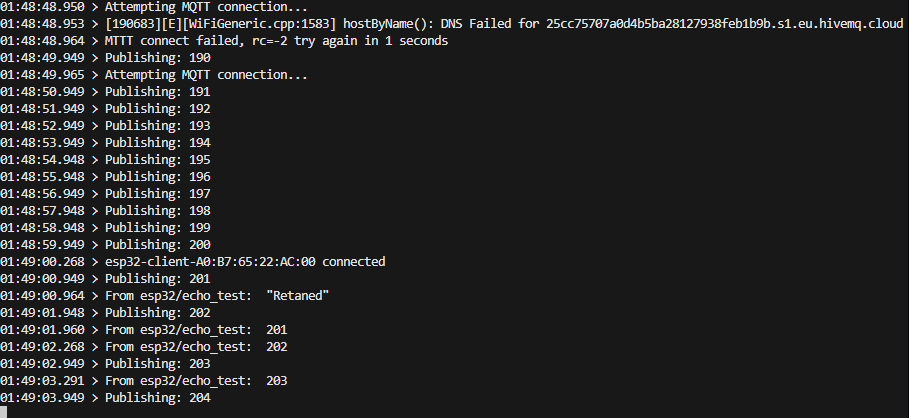 01:48:48.950 > Attempting MQTT connection...
01:48:48.953 > [190683][E][WiFiGeneric.cpp:1583] hostByName(): DNS Failed for 25cc75707a0d4b5ba28127938feb1b9b.s1.eu.hivemq.cloud
01:48:48.964 > MTTT connect failed, rc=-2 try again in 1 seconds
01:48:49.949 > Publishing: 190
01:48:49.965 > Attempting MQTT connection...
01:48:50.949 > Publishing: 191
01:48:51.949 > Publishing: 192
01:48:52.949 > Publishing: 193
01:48:53.949 > Publishing: 194
01:48:54.948 > Publishing: 195
01:48:55.948 > Publishing: 196
01:48:56.949 > Publishing: 197
01:48:57.948 > Publishing: 198
01:48:58.948 > Publishing: 199
01:48:59.949 > Publishing: 200
01:49:00.268 > esp32-client-A0:B7:65:22:AC:00 connected
01:49:00.949 > Publishing: 201
01:49:00.964 > From esp32/echo_test:  "Retaned"
01:49:01.948 > Publishing: 202
01:49:01.960 > From esp32/echo_test:  201
01:49:02.268 > From esp32/echo_test:  202
01:49:02.949 > Publishing: 203
01:49:03.291 > From esp32/echo_test:  203
01:49:03.949 > Publishing: 204